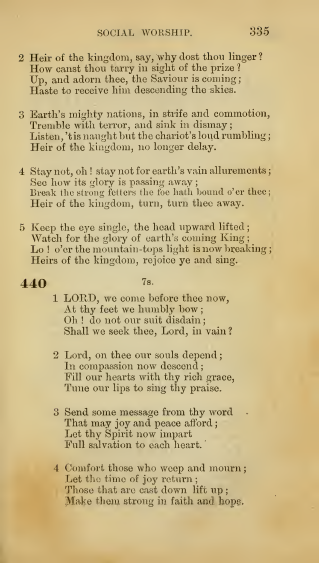 SOCIAL WORSHIP. 335
2 Heir of the kingdom, say, why dost thou linger?
How canst thou tarry in sight of the prize?
Up, and adorn thee, the Saviour is coming;
Haste to receive him descending the skies.
3 Earth's mighty nations, in strife and commotion,
Tremble with terror, and sink in dismay;
Listen, 'tis naught but the chariot's loud rumbling;
Heir of the kingdom, no longer delay.
4 Stay not, oh! stay not for earth's vain allurements;
See how its glory is passing away;
Break the strong fetters the foe hath bound o'er thee;
Heir of the kingdom, turn, turn thee away.
5 Keep the eye single, the head upward lifted;
Watch for the glory of earth's coming King;
Lo! o'er the mountain-tops light is now breaking;
Heirs of the kingdom, rejoice ye and sing.
440 7s.
1 LORD, we come before thee now,
At thy feet we humbly bow;
Oh! do not our suit disdain;
Shall we seek thee, Lord, in vain?
2 Lord, on thee our souls depend;
In compassion now descend;
Fill our hearts with thy rich grace,
Tune our lips to sing thy praise.
3 Send some message from thy word
That may joy and peace afford;
Let thy Spirit now impart
Full salvation to each heart.
4 Comfort those who weep and mourn;
Let the time of joy return;
Those that are cast down lift up;
Make them strong in faith and hope.